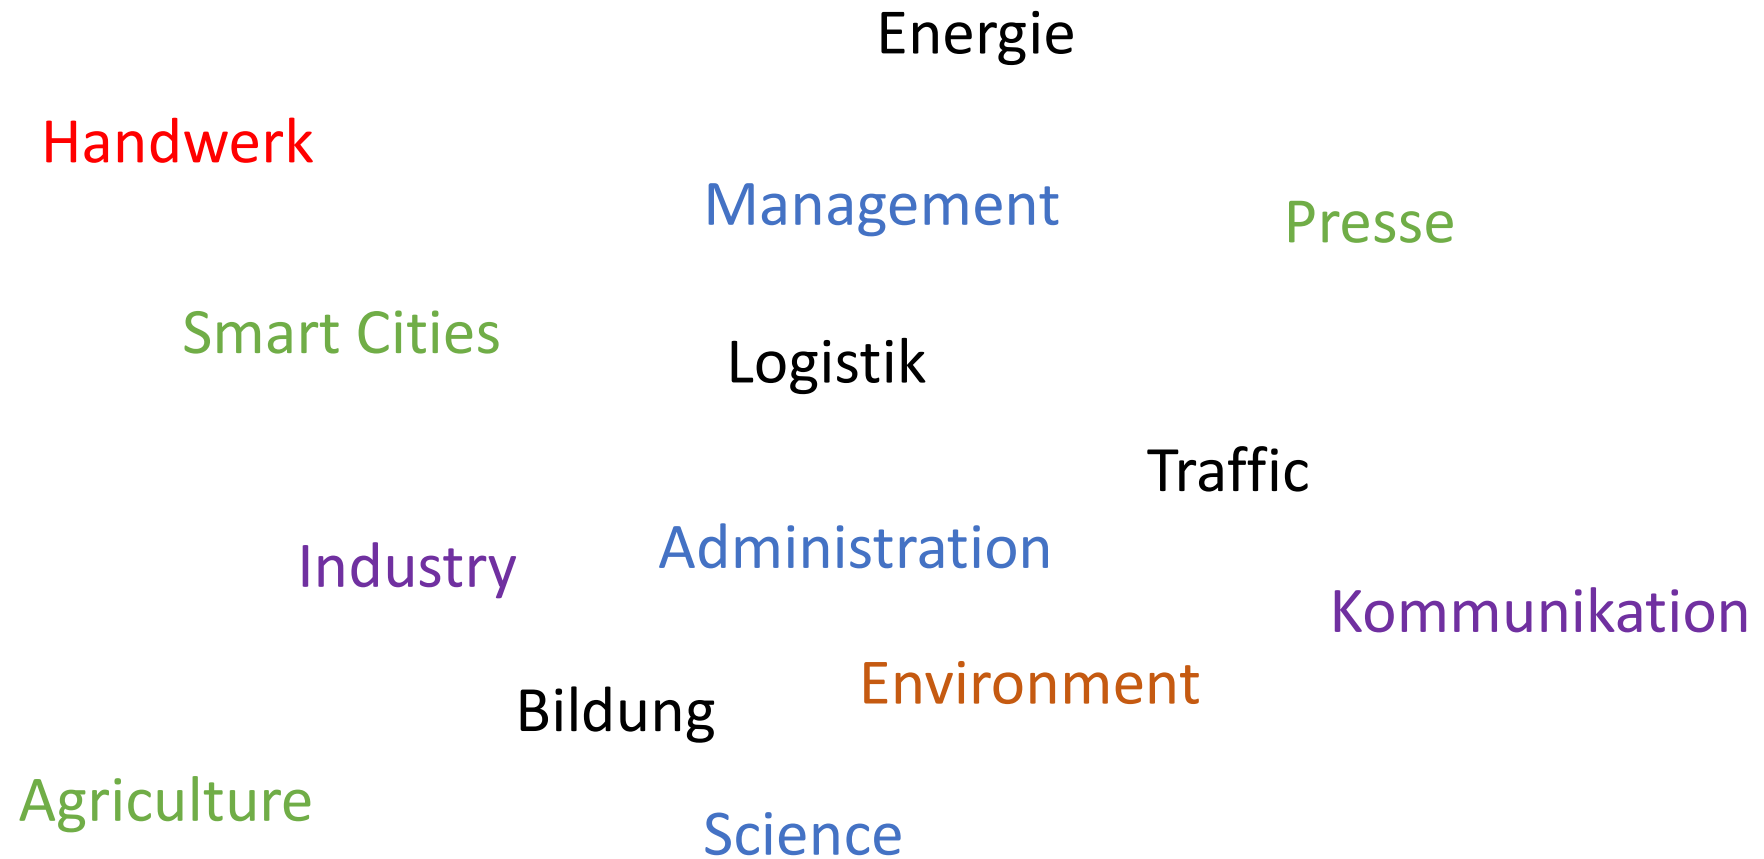 Energie
Handwerk
Management
Presse
Smart Cities
Logistik
Traffic
Administration
Industry
Kommunikation
Environment
Bildung
Agriculture
Science